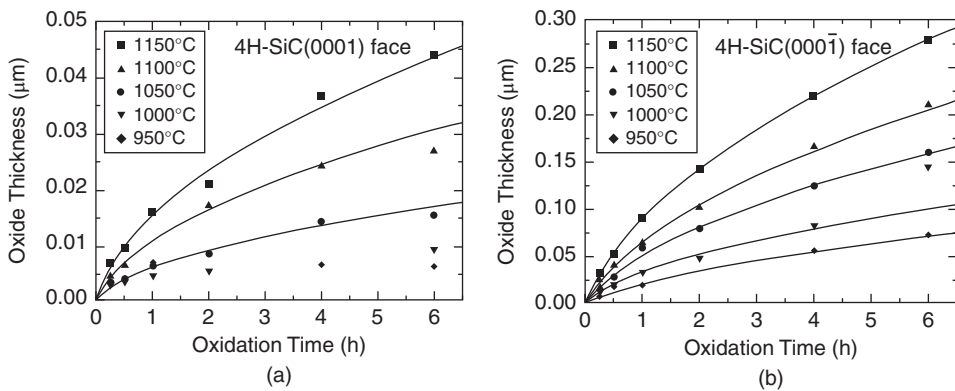 0.05
0.04
0.03
0.02
0.01
0.00
Oxide Thickness (μm)
1150°C
1100°C
1050°C
1000°C
950°C
4H-SiC(0001) face
0 1 2 3 4 5 6
Oxidation Time (h)
(a)
0.30
0.25
0.20
0.15
0.10
0.05
0.00
Oxide Thickness (μm)
1150°C
1100°C
1050°C
1000°C
950°C
4H-SiC(0001̄) face
0 1 2 3 4 5 6
Oxidation Time (h)
(b)